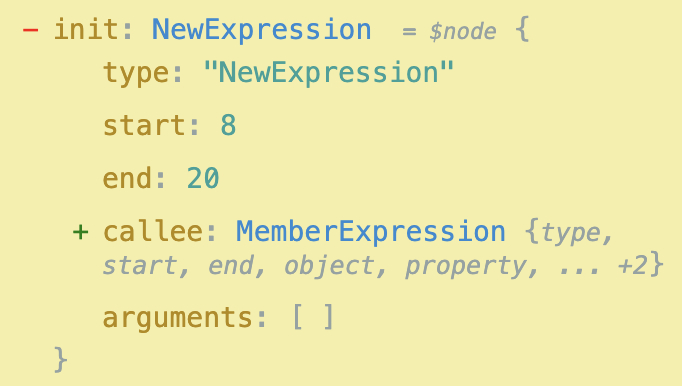 − init: NewExpression = $node {
type: "NewExpression"
start: 8
end: 20
+ callee: MemberExpression {type,
start, end, object, property, ... +2}
arguments: [ ]
}